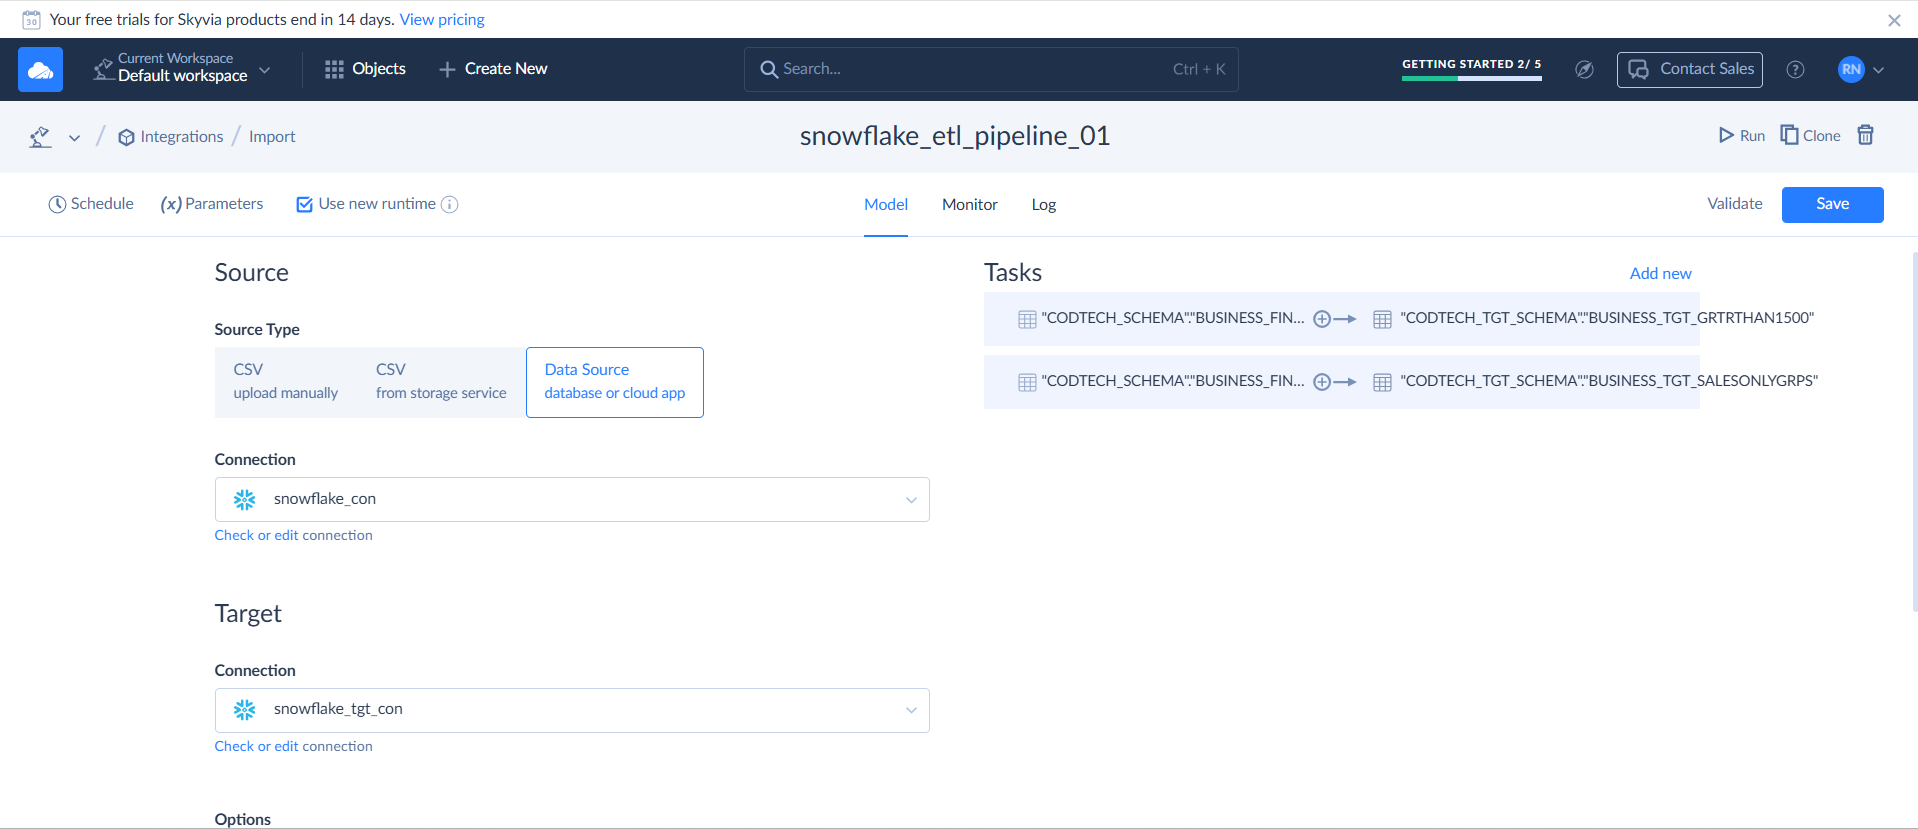 30 Your free trials for Skyvia products end in 14 days. View pricing
Current Workspace
Default workspace
Objects
Create New
Search...
Ctrl + K
GETTING STARTED 2/ 5
Contact Sales
?
RN
/ Integrations / Import
snowflake_etl_pipeline_01
Run
Clone
Schedule
(x) Parameters
Use new runtime i
Model
Monitor
Log
Validate
Save
Source
Source Type
CSV
upload manually
CSV
from storage service
Data Source
database or cloud app
Connection
snowflake_con
Check or edit connection
Target
Connection
snowflake_tgt_con
Check or edit connection
Options
Tasks
Add new
"CODTECH_SCHEMA"."BUSINESS_FIN...
"CODTECH_TGT_SCHEMA"."BUSINESS_TGT_GRTRTHAN1500"
"CODTECH_SCHEMA"."BUSINESS_FIN...
"CODTECH_TGT_SCHEMA"."BUSINESS_TGT_SALESONLYGRPS"